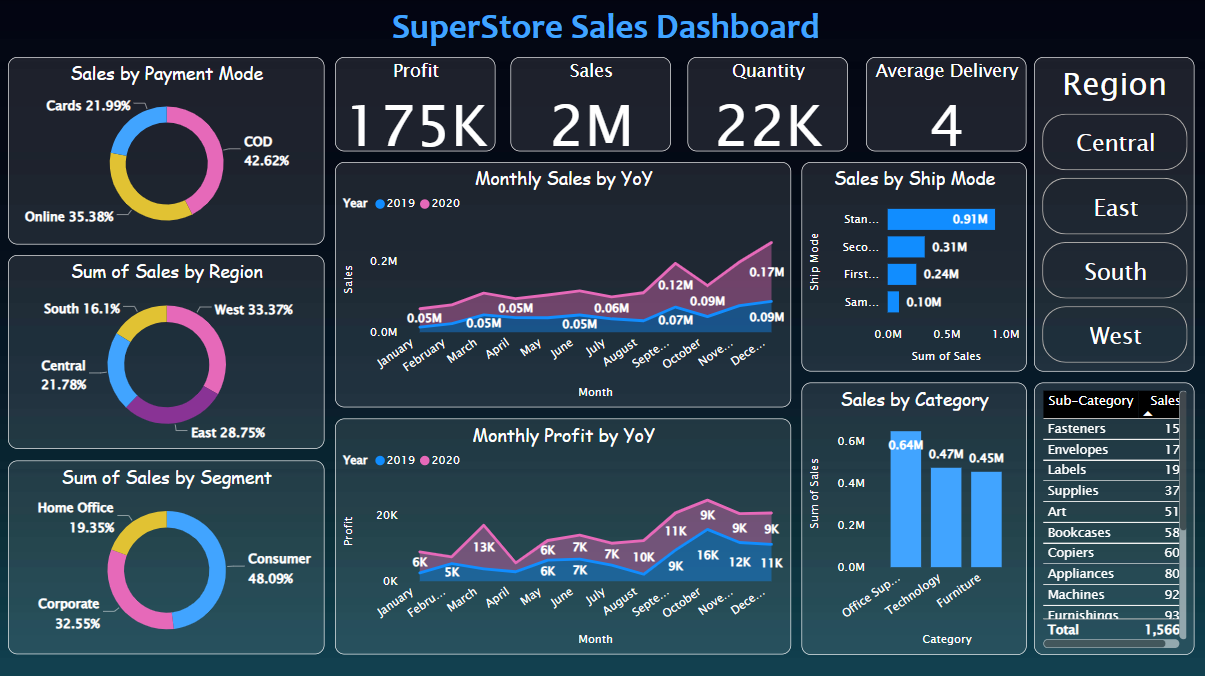 SuperStore Sales Dashboard
Sales by Payment Mode
Cards 21.99%
COD
42.62%
Online 35.38%
Profit
175K
Sales
2M
Quantity
22K
Average Delivery
4
Region
Central
East
South
West
Sum of Sales by Region
South 16.1%
West 33.37%
Central
21.78%
East 28.75%
Sum of Sales by Segment
Home Office
19.35%
Consumer
48.09%
Corporate
32.55%
Monthly Sales by YoY
Year 2019 2020
Sales
0.2M
0.0M
0.05M
0.05M
0.05M
0.05M
0.06M
0.12M
0.07M
0.09M
0.17M
0.09M
January
February
March
April
May
June
July
August
Septe...
October
Nove...
Dece...
Month
Monthly Profit by YoY
Year 2019 2020
Profit
20K
0K
6K
5K
13K
6K
6K
7K
7K
7K
10K
11K
9K
9K
16K
9K
12K
9K
11K
January
Febru...
March
April
May
June
July
August
Septe...
October
Nove...
Dece...
Month
Sales by Ship Mode
Ship Mode
Stan... 0.91M
Seco... 0.31M
First... 0.24M
Sam... 0.10M
0.0M 0.5M 1.0M
Sum of Sales
Sales by Category
Sum of Sales
0.6M
0.4M
0.2M
0.0M
0.64M
0.47M
0.45M
Office Sup...
Technology
Furniture
Category
Sub-Category Sales
Fasteners 15
Envelopes 17
Labels 19
Supplies 37
Art 51
Bookcases 58
Copiers 60
Appliances 80
Machines 92
Furnishings 93
Total 1,566